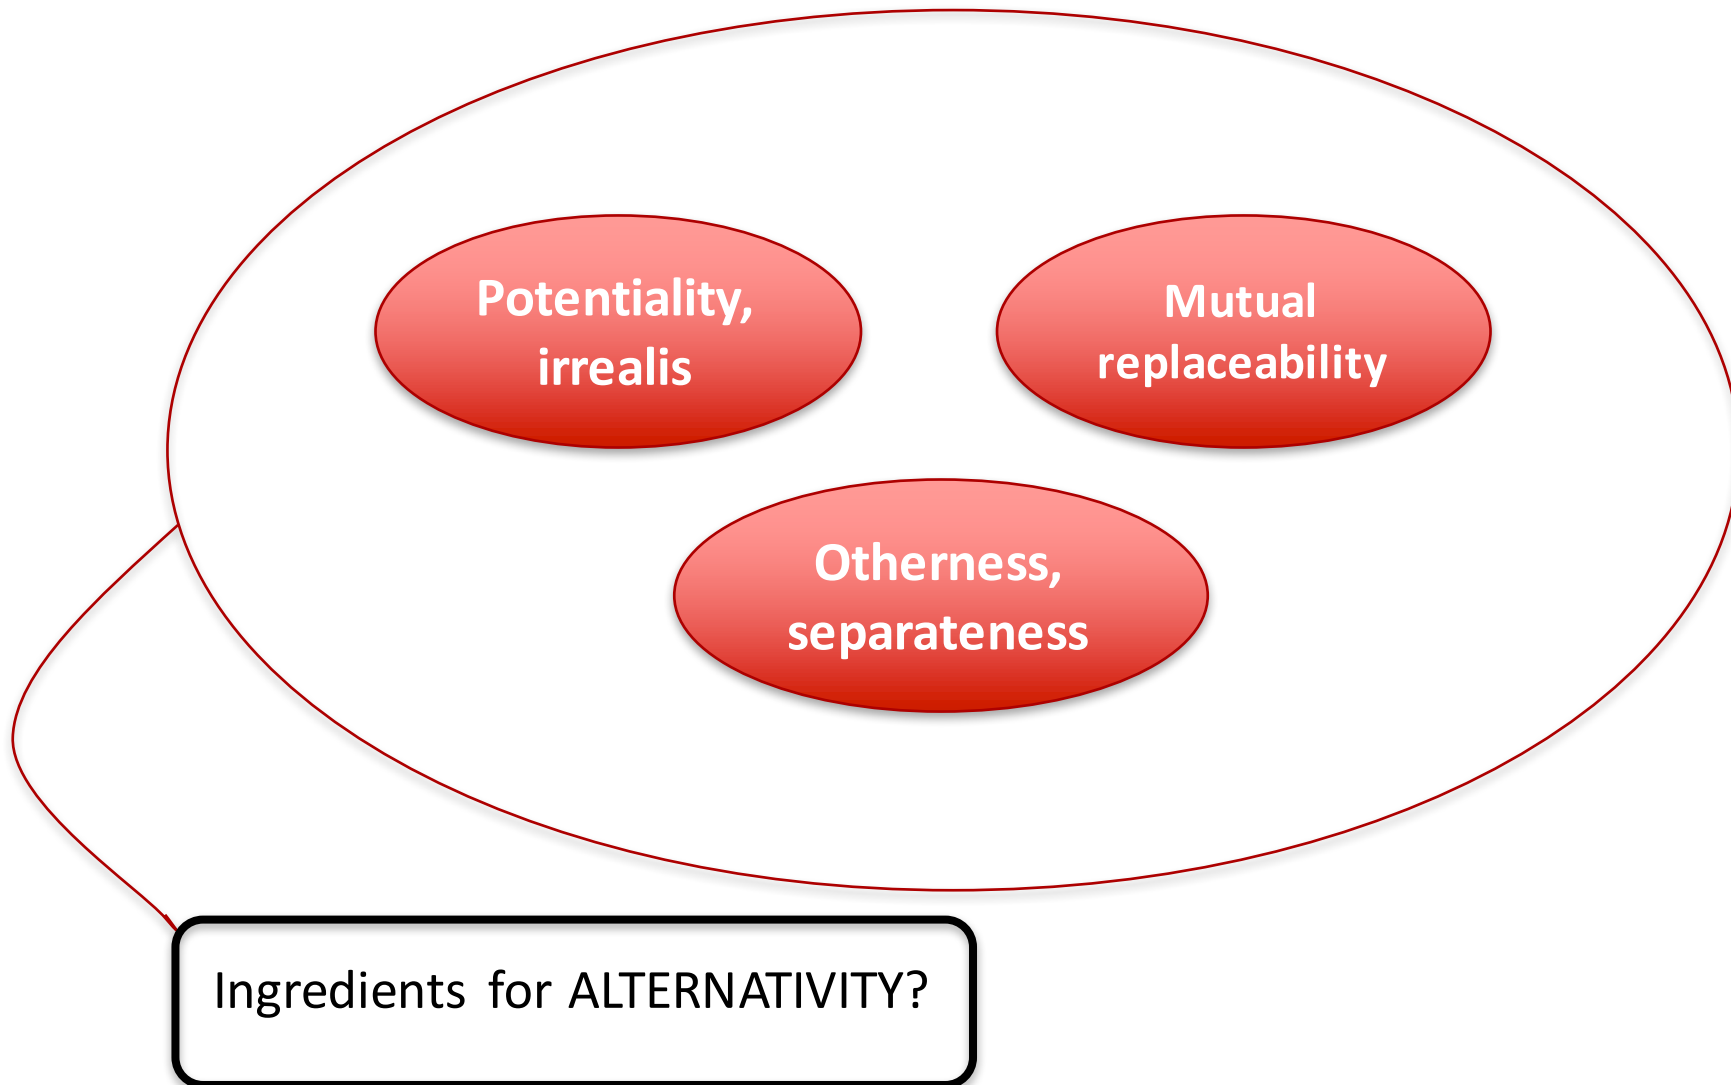 Potentiality,
irrealis
Mutual
replaceability
Otherness,
separateness
Ingredients for ALTERNATIVITY?